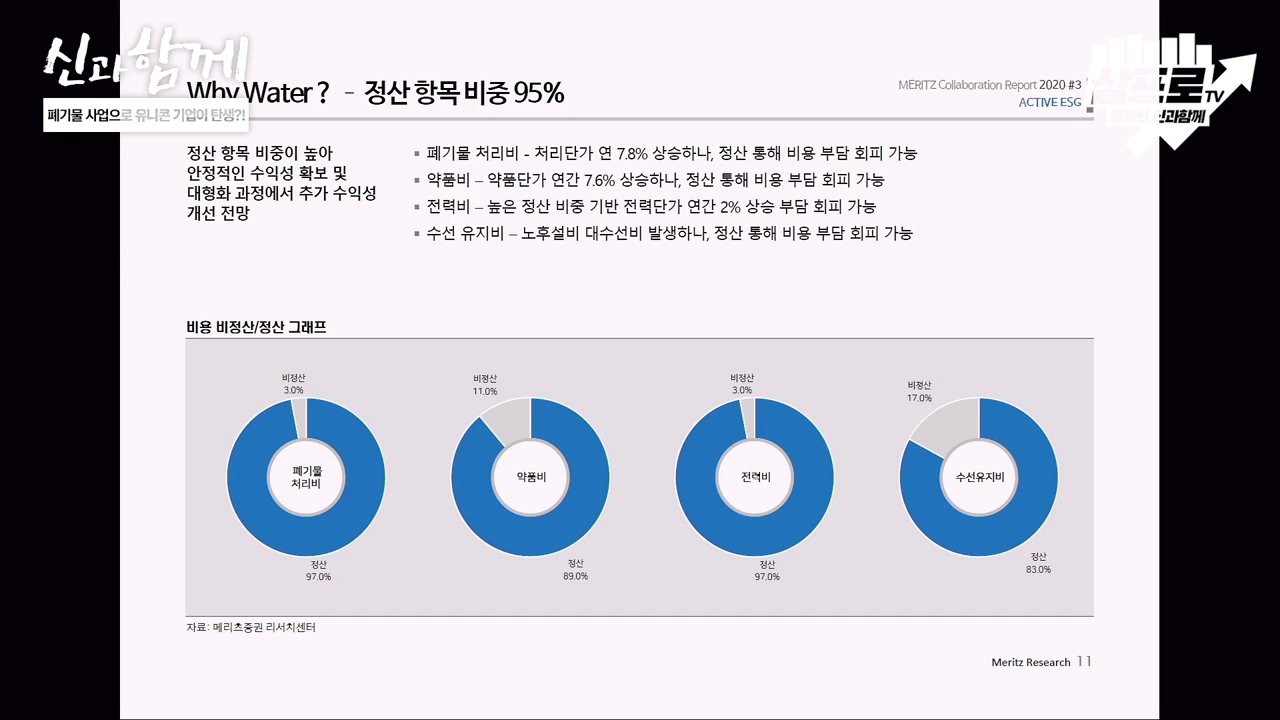 신과함께
폐기물 사업으로 유니콘 기업이 탄생?!
삼프로TV
경제의 신과함께
Why Water ? – 정산 항목 비중 95%
MERITZ Collaboration Report 2020 #3
ACTIVE ESG
정산 항목 비중이 높아
안정적인 수익성 확보 및
대형화 과정에서 추가 수익성
개선 전망
▪ 폐기물 처리비 - 처리단가 연 7.8% 상승하나, 정산 통해 비용 부담 회피 가능
▪ 약품비 – 약품단가 연간 7.6% 상승하나, 정산 통해 비용 부담 회피 가능
▪ 전력비 – 높은 정산 비중 기반 전력단가 연간 2% 상승 부담 회피 가능
▪ 수선 유지비 – 노후설비 대수선비 발생하나, 정산 통해 비용 부담 회피 가능
비용 비정산/정산 그래프
비정산
3.0%
폐기물
처리비
정산
97.0%
비정산
11.0%
약품비
정산
89.0%
비정산
3.0%
전력비
정산
97.0%
비정산
17.0%
수선유지비
정산
83.0%
자료: 메리츠증권 리서치센터
Meritz Research 11